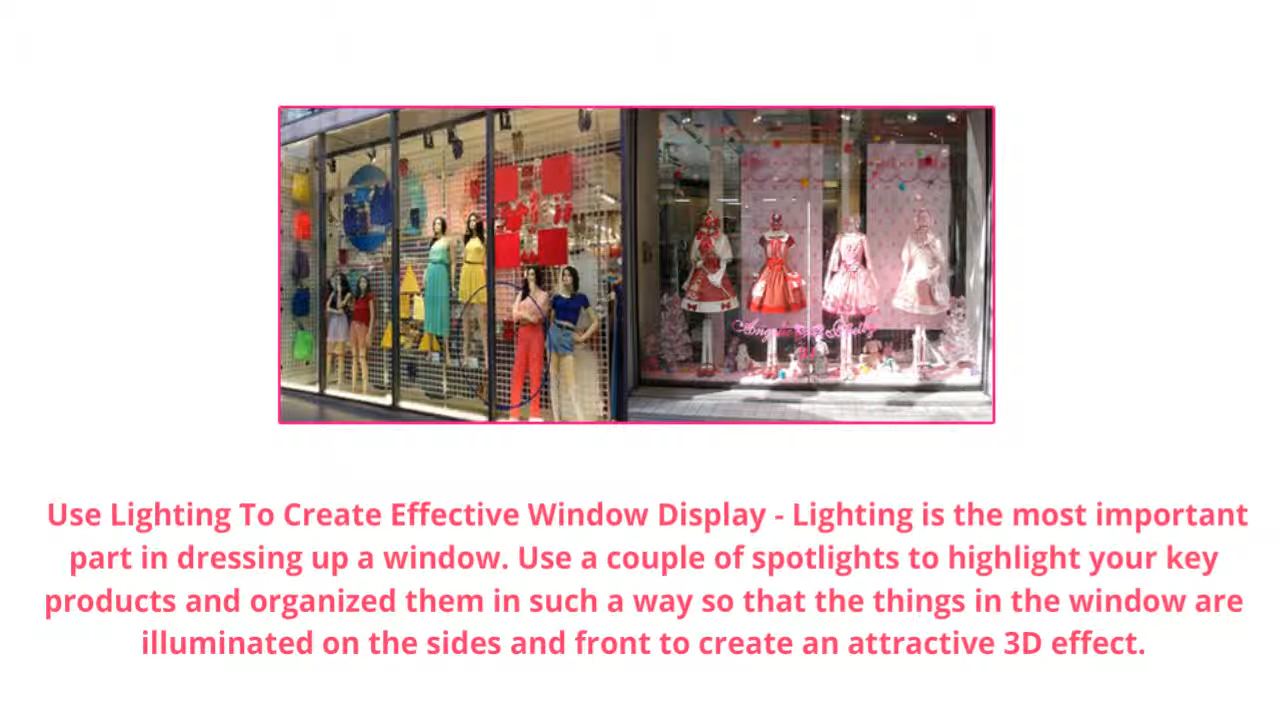 Angelic Pretty
Use Lighting To Create Effective Window Display - Lighting is the most important
part in dressing up a window. Use a couple of spotlights to highlight your key
products and organized them in such a way so that the things in the window are
illuminated on the sides and front to create an attractive 3D effect.